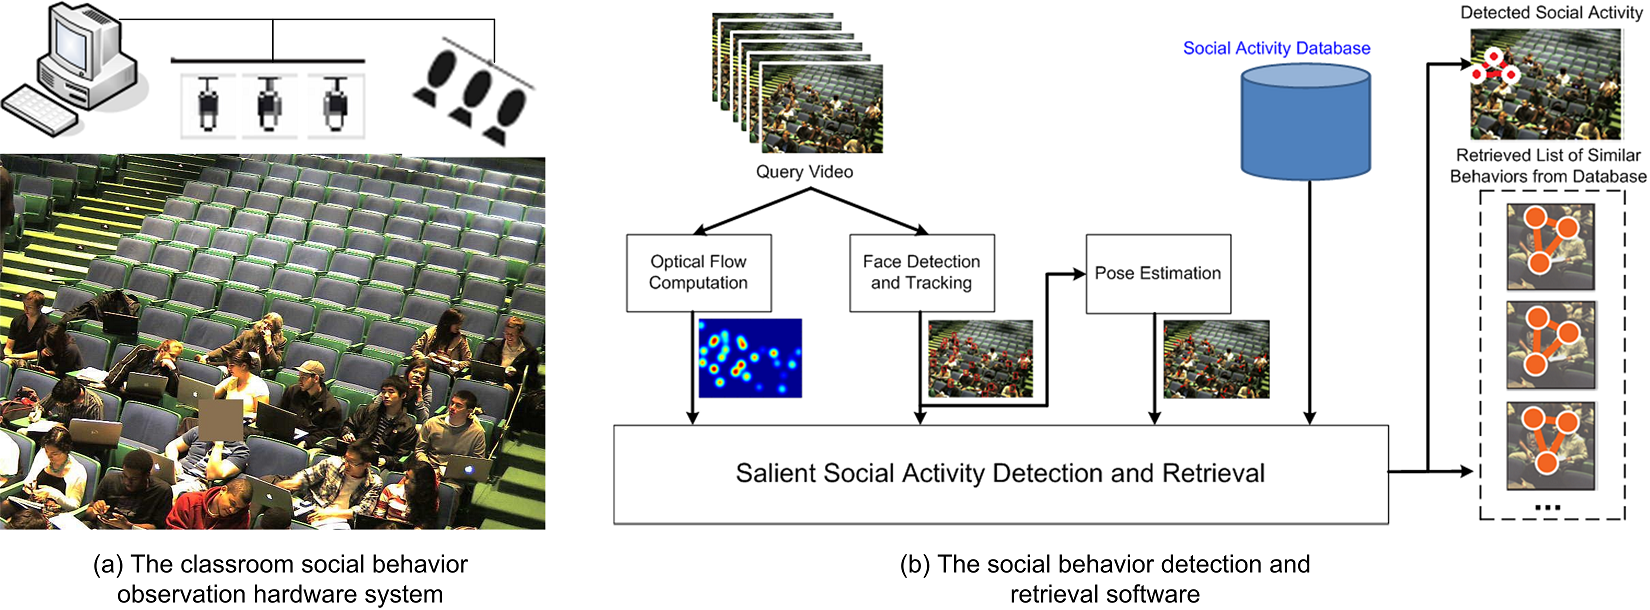 Detected Social Activity
Social Activity Database
Retrieved List of Similar
Behaviors from Database
Query Video
Optical Flow
Computation
Face Detection
and Tracking
Pose Estimation
Salient Social Activity Detection and Retrieval
...
(a) The classroom social behavior
observation hardware system
(b) The social behavior detection and
retrieval software